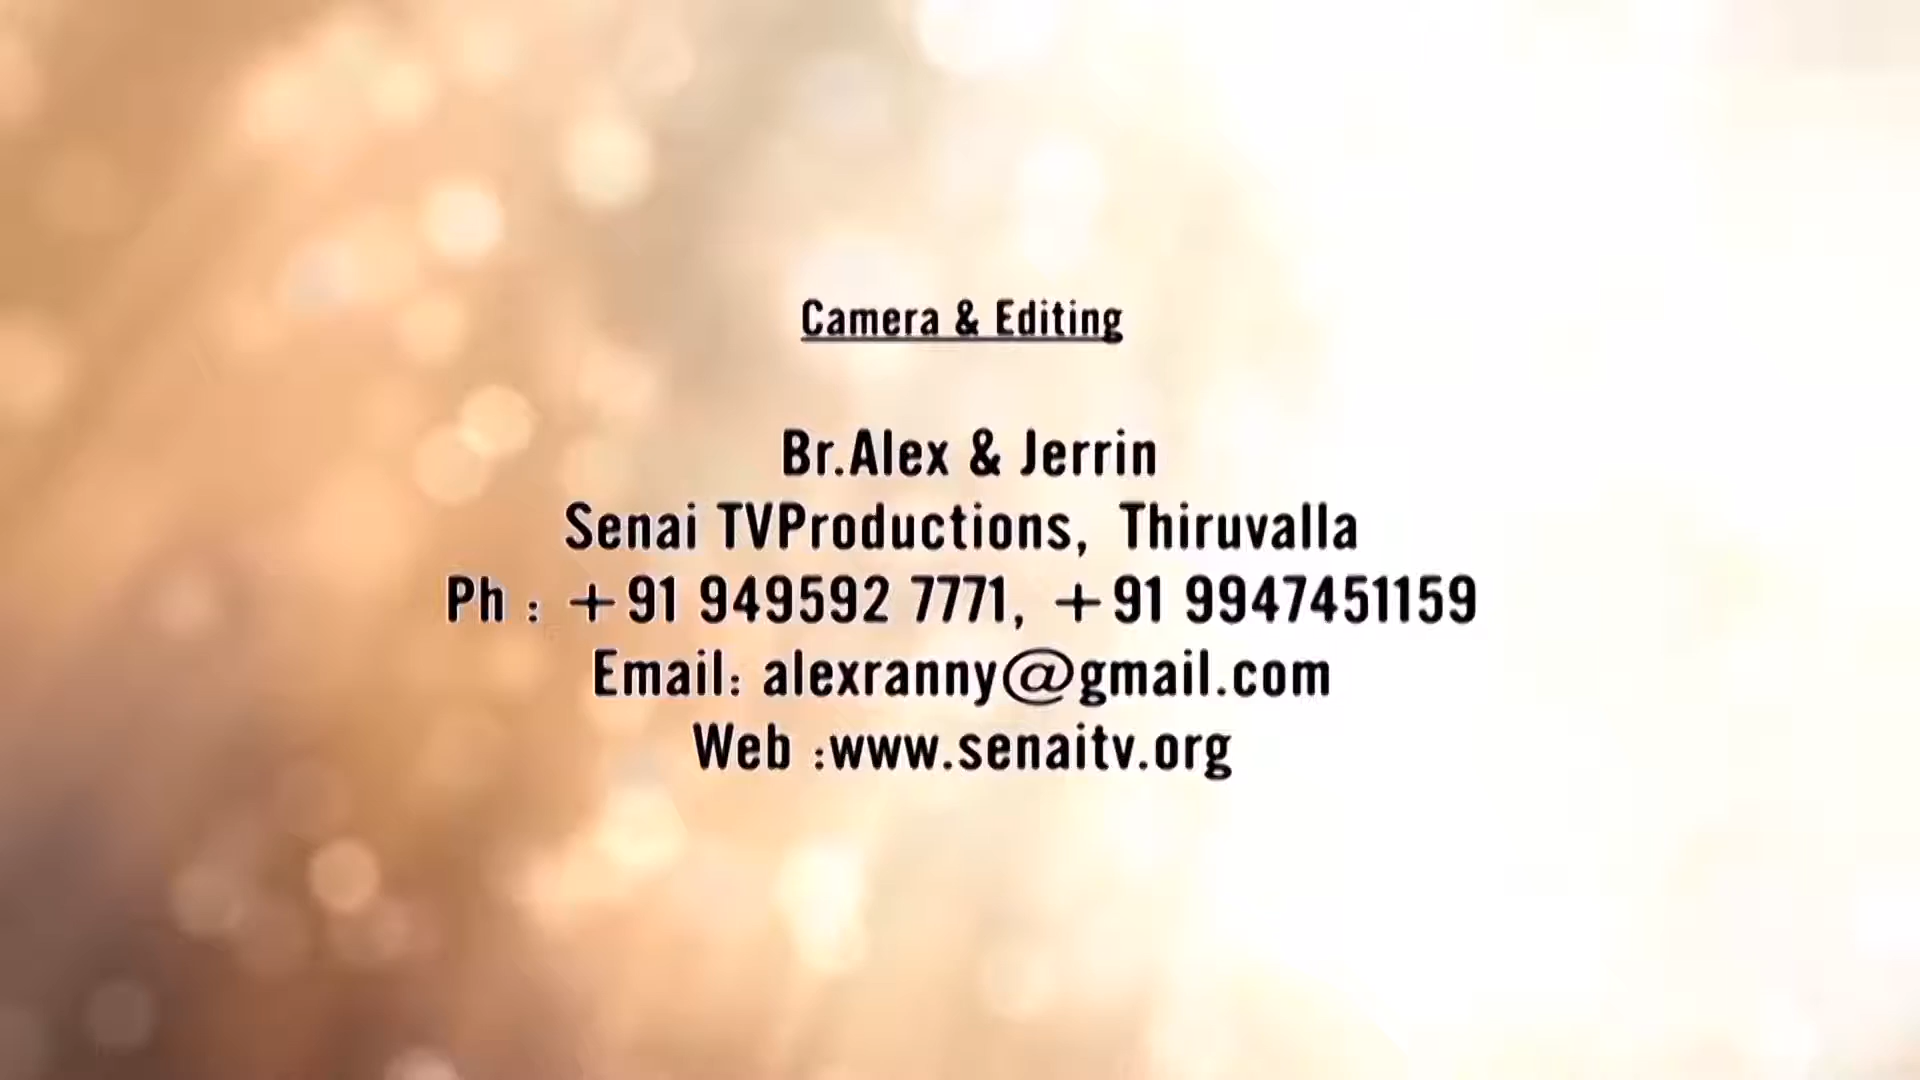 Camera & Editing
Br.Alex & Jerrin
Senai TVProductions, Thiruvalla
Ph : +91 949592 7771, +91 9947451159
Email: alexranny@gmail.com
Web :www.senaitv.org